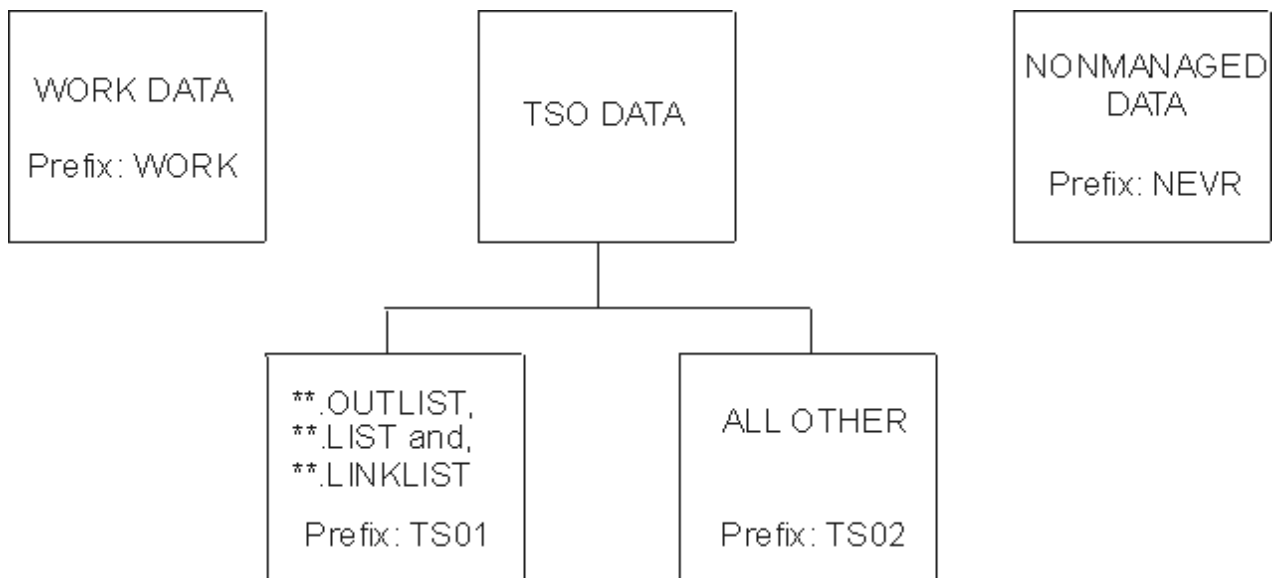 WORK DATA
Prefix: WORK
TSO DATA
NONMANAGED
DATA
Prefix: NEVR
**.OUTLIST,
**.LIST and,
**.LINKLIST
Prefix: TS01
ALL OTHER
Prefix: TS02